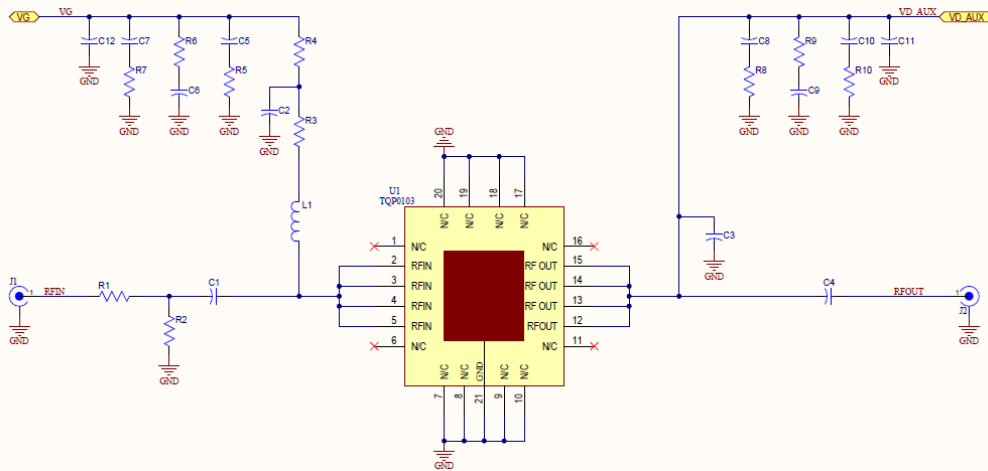 VG VG VD_AUX VD_AUX
C12 C7 R6 C5 R4 C8 R9 C10 C11
GND R7 C6 R5 C2 R3 R8 C9 R10 GND
GND GND GND GND GND GND GND
GND
L1
U1
TQP0103
20 19 18 17
N/C N/C N/C N/C
1 N/C N/C 16
2 RFIN RF OUT 15
3 RFIN RF OUT 14
4 RFIN RF OUT 13
5 RFIN RFOUT 12
6 N/C N/C 11
C3
GND
J1 1 RFIN R1 C1 C4 RFOUT 1 J2
GND R2 GND
GND
N/C N/C GND N/C N/C
7 8 21 9 10
GND